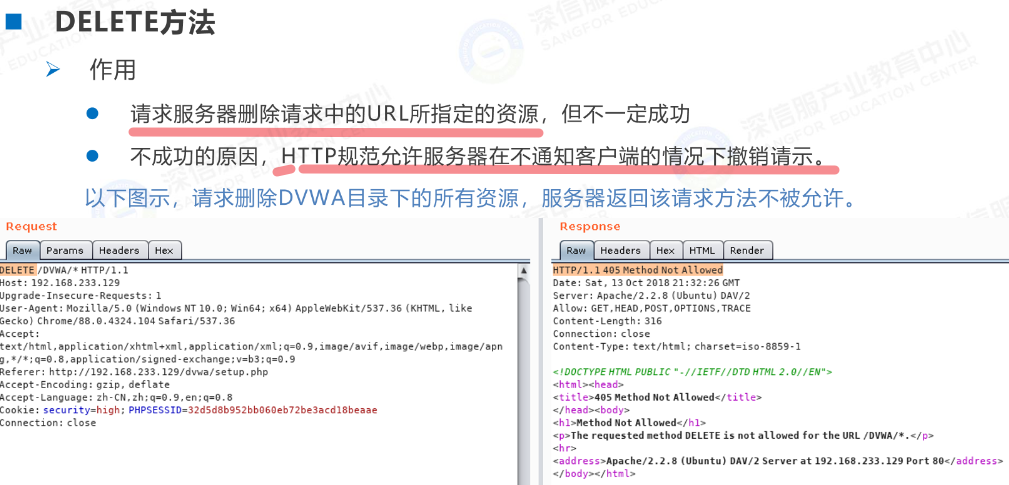 DELETE方法
作用
请求服务器删除请求中的URL所指定的资源，但不一定成功
不成功的原因，HTTP规范允许服务器在不通知客户端的情况下撤销请示。
以下图示，请求删除DVWA目录下的所有资源，服务器返回该请求方法不被允许。
Request
Raw Params Headers Hex
DELETE /DVWA/* HTTP/1.1
Host: 192.168.233.129
Upgrade-Insecure-Requests: 1
User-Agent: Mozilla/5.0 (Windows NT 10.0; Win64; x64) AppleWebKit/537.36 (KHTML, like
Gecko) Chrome/88.0.4324.104 Safari/537.36
Accept:
text/html,application/xhtml+xml,application/xml;q=0.9,image/avif,image/webp,image/apn
g,*/*;q=0.8,application/signed-exchange;v=b3;q=0.9
Referer: http://192.168.233.129/dvwa/setup.php
Accept-Encoding: gzip, deflate
Accept-Language: zh-CN,zh;q=0.9,en;q=0.8
Cookie: security=high; PHPSESSID=32d5d8b952bb060eb72be3acd18beaae
Connection: close
Response
Raw Headers Hex HTML Render
HTTP/1.1 405 Method Not Allowed
Date: Sat, 13 Oct 2018 21:32:26 GMT
Server: Apache/2.2.8 (Ubuntu) DAV/2
Allow: GET,HEAD,POST,OPTIONS,TRACE
Content-Length: 316
Connection: close
Content-Type: text/html; charset=iso-8859-1
<!DOCTYPE HTML PUBLIC "-//IETF//DTD HTML 2.0//EN">
<html><head>
<title>405 Method Not Allowed</title>
</head><body>
<h1>Method Not Allowed</h1>
<p>The requested method DELETE is not allowed for the URL /DVWA/*.</p>
<hr>
<address>Apache/2.2.8 (Ubuntu) DAV/2 Server at 192.168.233.129 Port 80</address>
</body></html>
深信服产业教育中心
SANGFOR EDUCATION CENTER